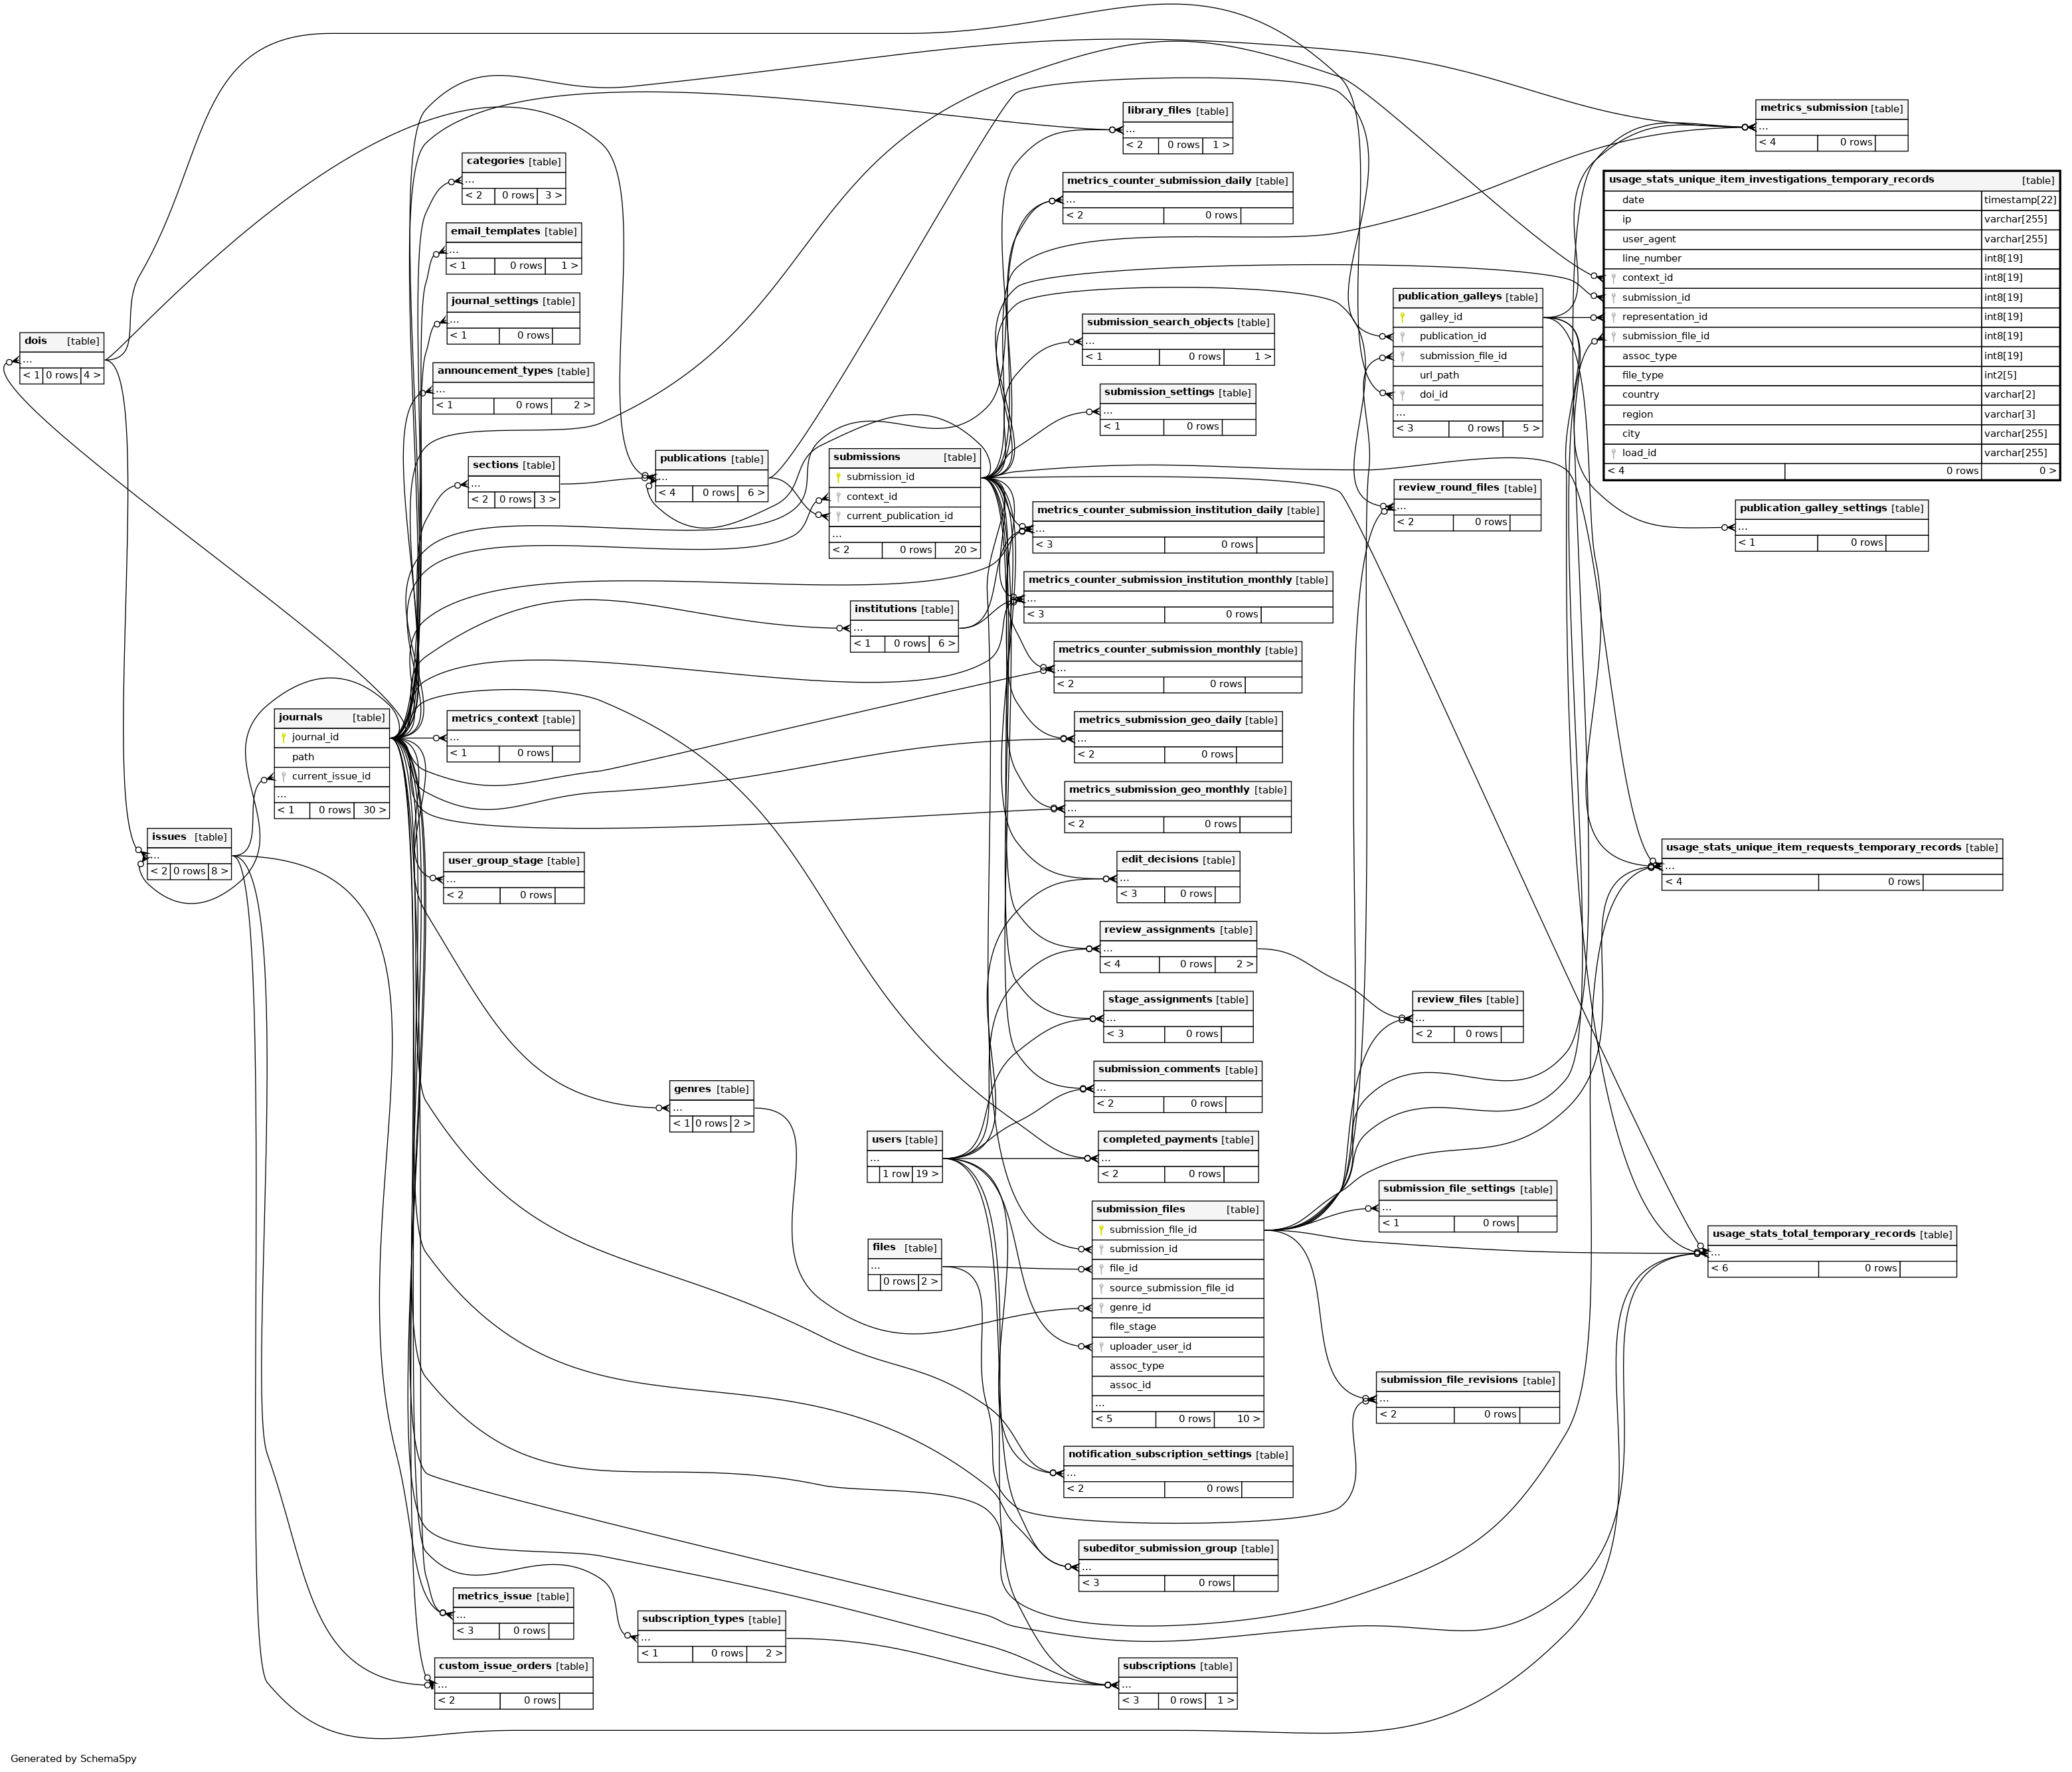 library_files [table]
...
< 2 0 rows 1 >
metrics_submission [table]
...
< 4 0 rows
categories [table]
...
< 2 0 rows 3 >
metrics_counter_submission_daily [table]
...
< 2 0 rows
usage_stats_unique_item_investigations_temporary_records [table]
date timestamp[22]
ip varchar[255]
user_agent varchar[255]
line_number int8[19]
context_id int8[19]
submission_id int8[19]
representation_id int8[19]
submission_file_id int8[19]
assoc_type int8[19]
file_type int2[5]
country varchar[2]
region varchar[3]
city varchar[255]
load_id varchar[255]
< 4 0 rows 0 >
email_templates [table]
...
< 1 0 rows 1 >
journal_settings [table]
...
< 1 0 rows
publication_galleys [table]
galley_id
publication_id
submission_file_id
url_path
doi_id
...
< 3 0 rows 5 >
submission_search_objects [table]
...
< 1 0 rows 1 >
dois [table]
...
< 1 0 rows 4 >
announcement_types [table]
...
< 1 0 rows 2 >
submission_settings [table]
...
< 1 0 rows
sections [table]
...
< 2 0 rows 3 >
publications [table]
...
< 4 0 rows 6 >
submissions [table]
submission_id
context_id
current_publication_id
...
< 2 0 rows 20 >
review_round_files [table]
...
< 2 0 rows
publication_galley_settings [table]
...
< 1 0 rows
metrics_counter_submission_institution_daily [table]
...
< 3 0 rows
metrics_counter_submission_institution_monthly [table]
...
< 3 0 rows
institutions [table]
...
< 1 0 rows 6 >
metrics_counter_submission_monthly [table]
...
< 2 0 rows
journals [table]
journal_id
path
current_issue_id
...
< 1 0 rows 30 >
metrics_context [table]
...
< 1 0 rows
metrics_submission_geo_daily [table]
...
< 2 0 rows
metrics_submission_geo_monthly [table]
...
< 2 0 rows
issues [table]
...
< 2 0 rows 8 >
user_group_stage [table]
...
< 2 0 rows
edit_decisions [table]
...
< 3 0 rows
usage_stats_unique_item_requests_temporary_records [table]
...
< 4 0 rows
review_assignments [table]
...
< 4 0 rows 2 >
stage_assignments [table]
...
< 3 0 rows
review_files [table]
...
< 2 0 rows
submission_comments [table]
...
< 2 0 rows
genres [table]
...
< 1 0 rows 2 >
users [table]
...
1 row 19 >
completed_payments [table]
...
< 2 0 rows
submission_file_settings [table]
...
< 1 0 rows
submission_files [table]
submission_file_id
submission_id
file_id
source_submission_file_id
genre_id
file_stage
uploader_user_id
assoc_type
assoc_id
...
< 5 0 rows 10 >
files [table]
...
0 rows 2 >
usage_stats_total_temporary_records [table]
...
< 6 0 rows
submission_file_revisions [table]
...
< 2 0 rows
notification_subscription_settings [table]
...
< 2 0 rows
subeditor_submission_group [table]
...
< 3 0 rows
metrics_issue [table]
...
< 3 0 rows
subscription_types [table]
...
< 1 0 rows 2 >
custom_issue_orders [table]
...
< 2 0 rows
subscriptions [table]
...
< 3 0 rows 1 >
Generated by SchemaSpy